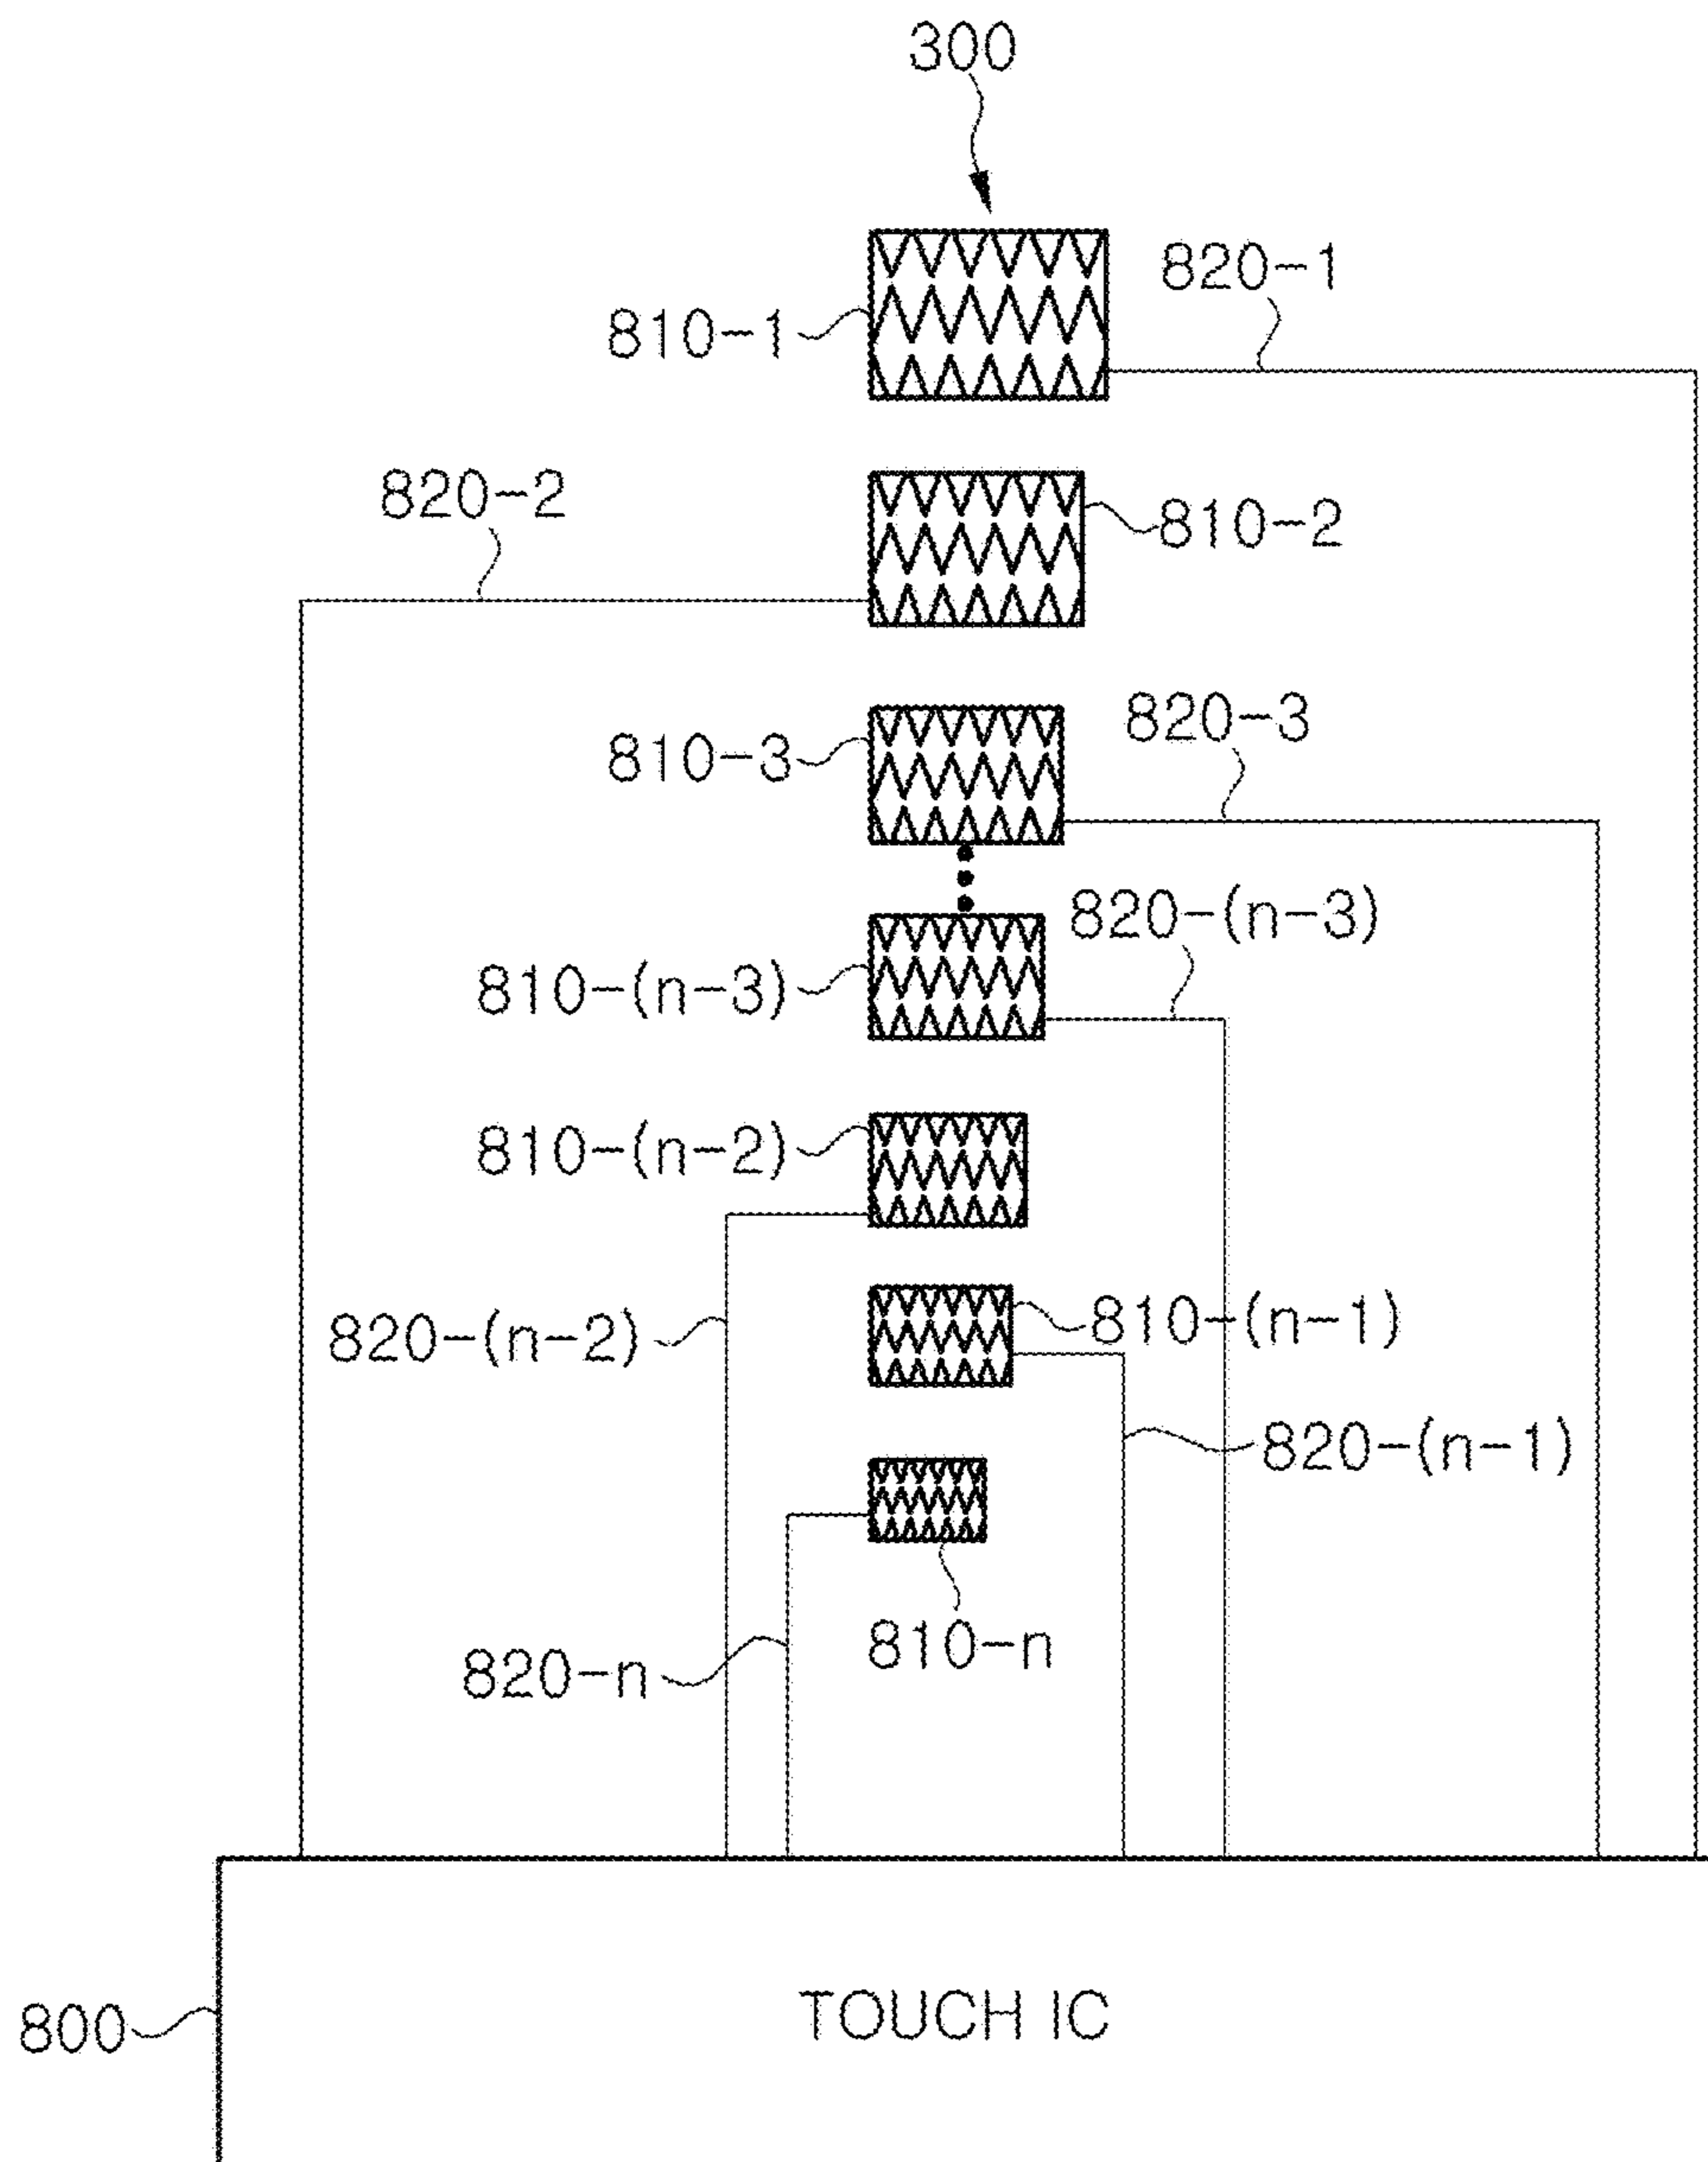 300
820-1
810-1
820-2
810-2
820-3
810-3
820-(n-3)
810-(n-3)
810-(n-2)
820-(n-2)
810-(n-1)
820-(n-1)
810-n
820-n
800
TOUCH IC